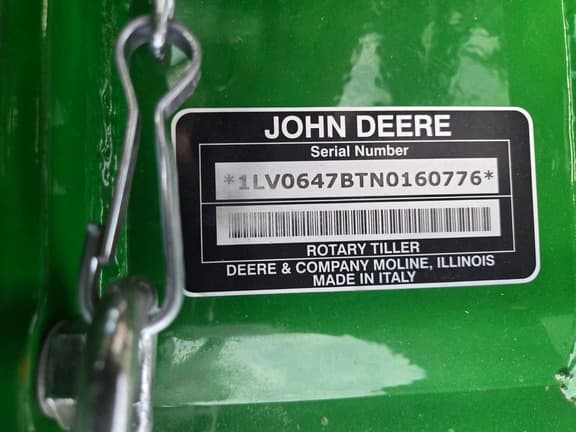 JOHN DEERE
Serial Number
*1LV0647BTN0160776*
ROTARY TILLER
DEERE & COMPANY MOLINE, ILLINOIS
MADE IN ITALY